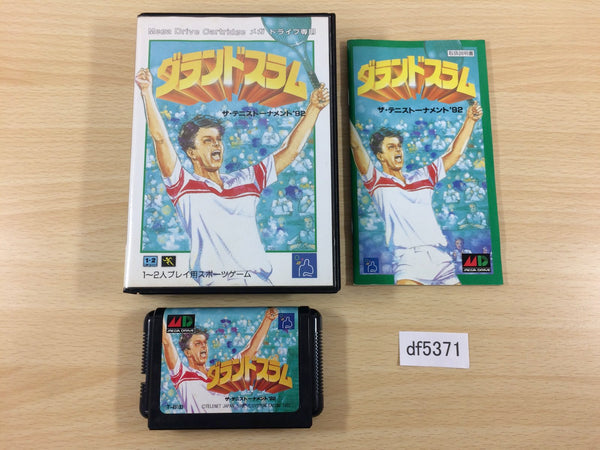 Mega Drive Cartridge メガ ドライブ専用
グランドスラム
ザ・テニストーナメント'92
1-2
1〜2人プレイ用スポーツゲーム
取扱説明書
グランドスラム
ザ・テニストーナメント'92
MD
MEGA DRIVE
MD
MEGA DRIVE
グランドスラム
ザ・テニストーナメント'92
df5371